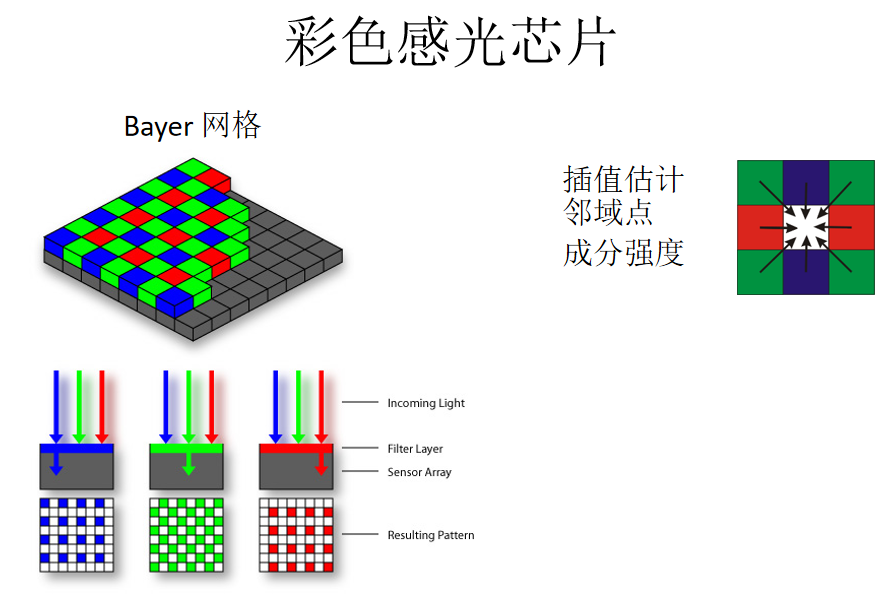 彩色感光芯片
Bayer 网格
插值估计
邻域点
成分强度
Incoming Light
Filter Layer
Sensor Array
Resulting Pattern